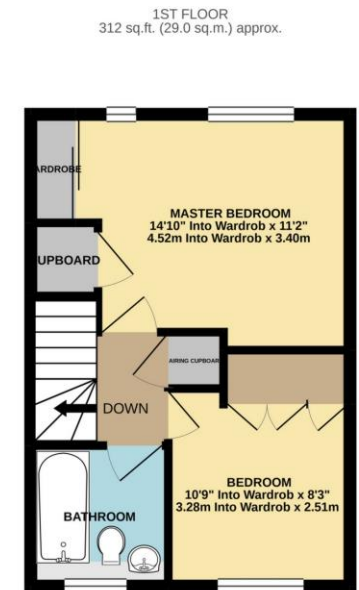 1ST FLOOR
312 sq.ft. (29.0 sq.m.) approx.
ARDROBE
MASTER BEDROOM
14'10" Into Wardrob x 11'2"
4.52m Into Wardrob x 3.40m
UPBOARD
AIRING CUPBOARD
DOWN
BEDROOM
10'9" Into Wardrob x 8'3"
3.28m Into Wardrob x 2.51m
BATHROOM